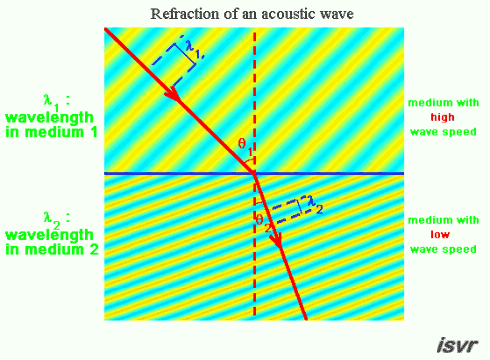 Refraction of an acoustic wave
λ1 :
wavelength
in medium 1
λ1
θ1
medium with
high
wave speed
λ2 :
wavelength
in medium 2
λ2
θ2
medium with
low
wave speed
isvr